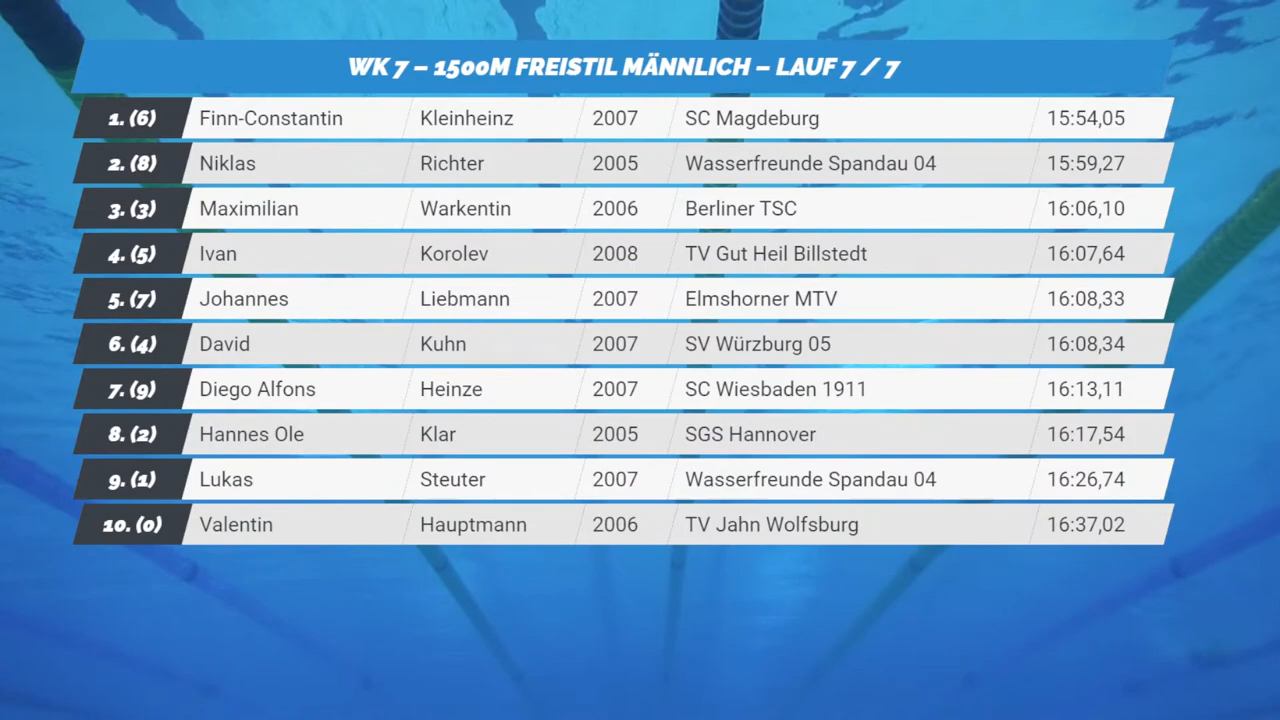 WK 7 – 1500M FREISTIL MÄNNLICH – LAUF 7 / 7
1. (6) Finn-Constantin Kleinheinz 2007 SC Magdeburg 15:54,05
2. (8) Niklas Richter 2005 Wasserfreunde Spandau 04 15:59,27
3. (3) Maximilian Warkentin 2006 Berliner TSC 16:06,10
4. (5) Ivan Korolev 2008 TV Gut Heil Billstedt 16:07,64
5. (7) Johannes Liebmann 2007 Elmshorner MTV 16:08,33
6. (4) David Kuhn 2007 SV Würzburg 05 16:08,34
7. (9) Diego Alfons Heinze 2007 SC Wiesbaden 1911 16:13,11
8. (2) Hannes Ole Klar 2005 SGS Hannover 16:17,54
9. (1) Lukas Steuter 2007 Wasserfreunde Spandau 04 16:26,74
10. (0) Valentin Hauptmann 2006 TV Jahn Wolfsburg 16:37,02